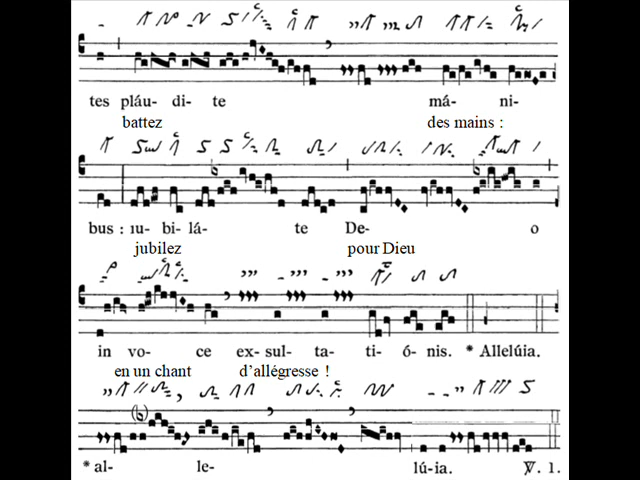 tes pláu- di- te má- ni-
battez des mains :
bus : iu- bi- lá- te De- o
jubilez pour Dieu
in vo- ce ex- sul- ta- ti- ó- nis. * Allelúia.
en un chant d’allégresse !
* al- le- lú-ia. ℣. 1.